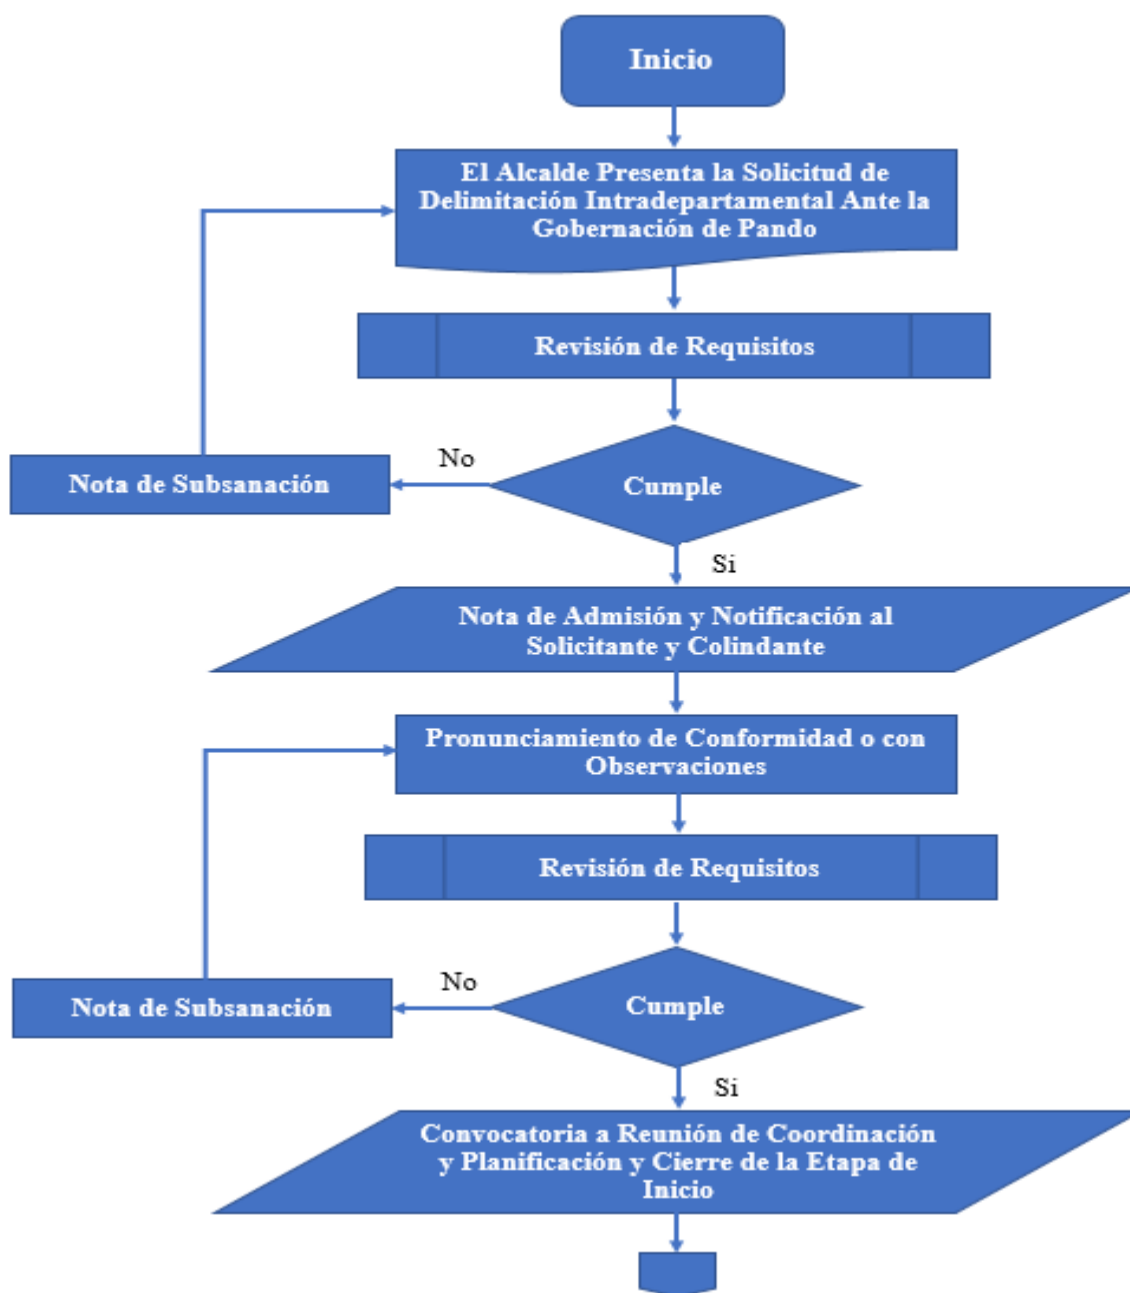 Inicio
El Alcalde Presenta la Solicitud de
Delimitación Intradepartamental Ante la
Gobernación de Pando
Revisión de Requisitos
No
Nota de Subsanación
Cumple
Si
Nota de Admisión y Notificación al
Solicitante y Colindante
Pronunciamiento de Conformidad o con
Observaciones
Revisión de Requisitos
No
Nota de Subsanación
Cumple
Si
Convocatoria a Reunión de Coordinación
y Planificación y Cierre de la Etapa de
Inicio